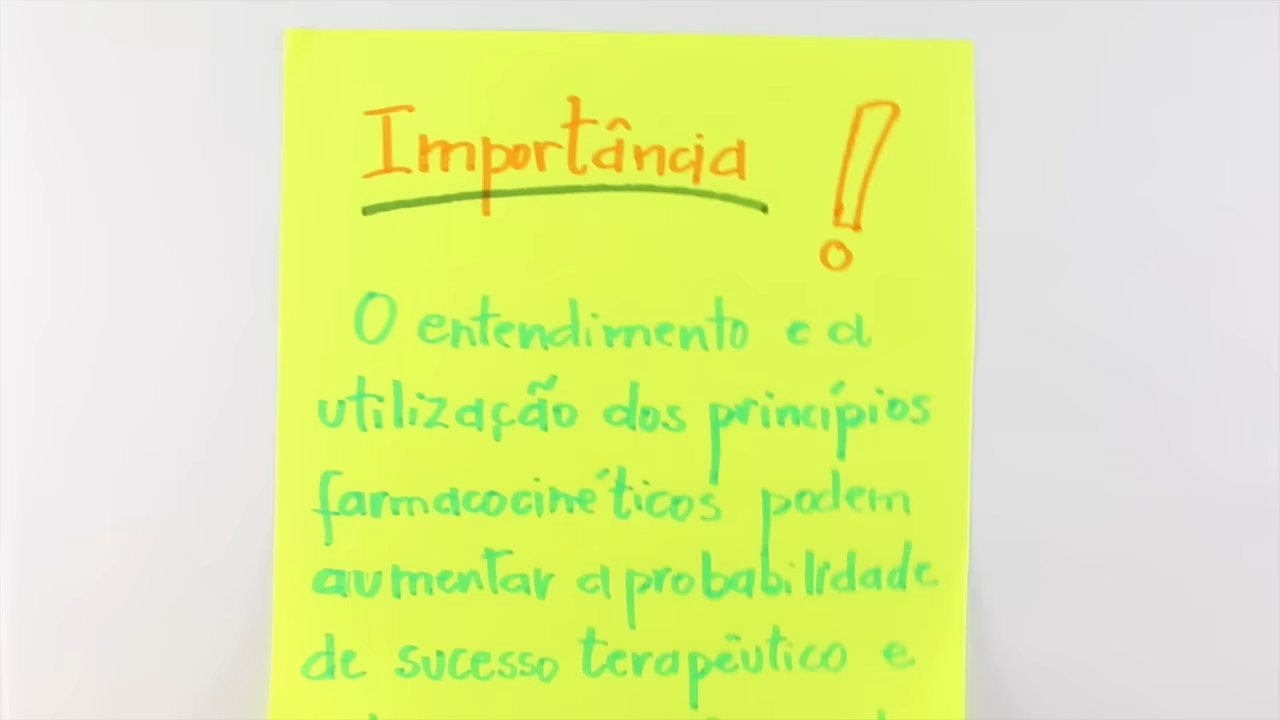 Importância !
O entendimento e a
utilização dos princípios
farmacocinéticos podem
aumentar a probabilidade
de sucesso terapêutico e